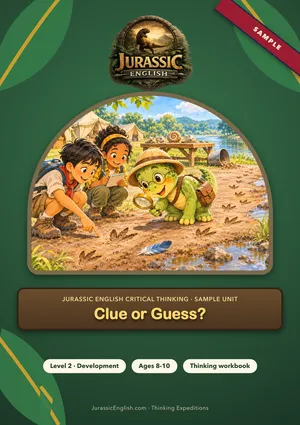 SAMPLE
JURASSIC
ENGLISH
JURASSIC ENGLISH CRITICAL THINKING · SAMPLE UNIT
Clue or Guess?
Level 2 · Development
Ages 8-10
Thinking workbook
JurassicEnglish.com · Thinking Expeditions